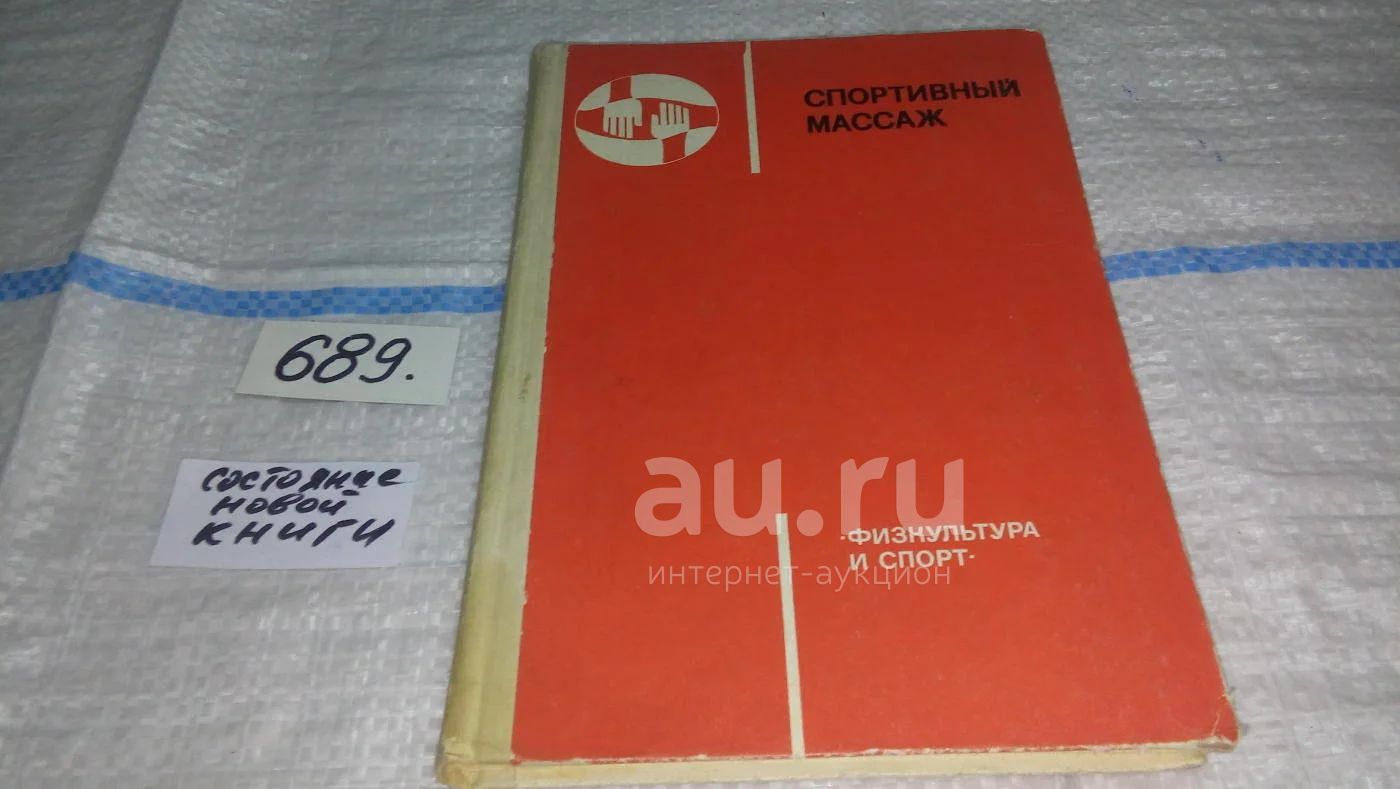 СПОРТИВНЫЙ
МАССАЖ
689.
состояние
новой
книги
au.ru
·ФИЗКУЛЬТУРА
И СПОРТ·
интернет-аукцион